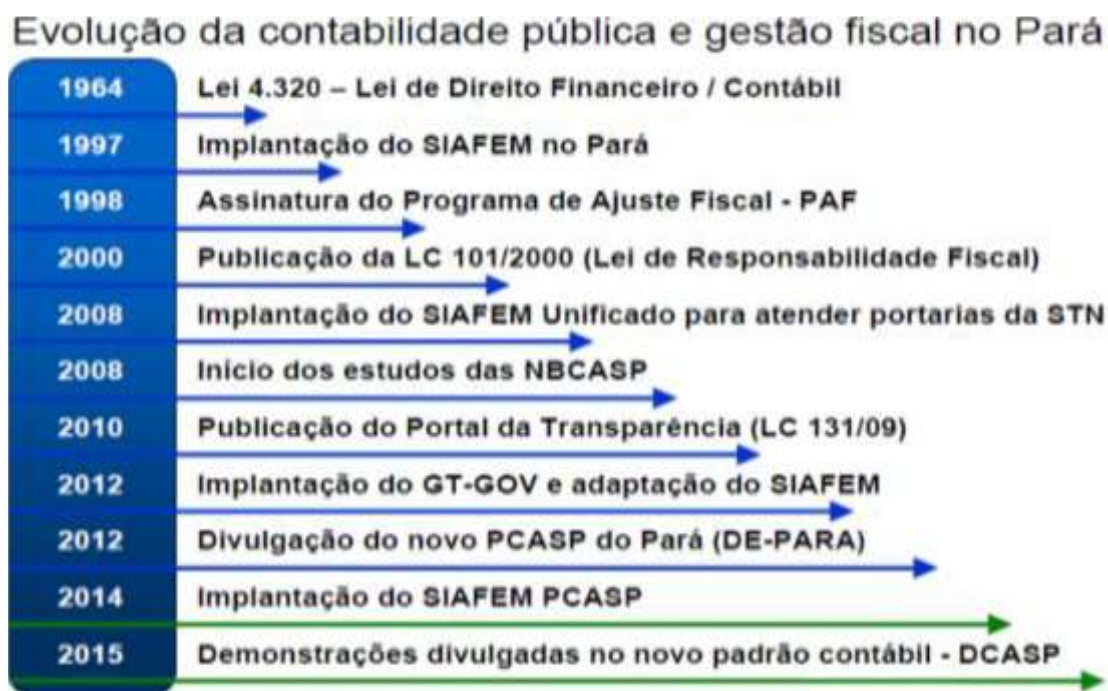 Evolução da contabilidade pública e gestão fiscal no Pará
1964 Lei 4.320 – Lei de Direito Financeiro / Contábil
1997 Implantação do SIAFEM no Pará
1998 Assinatura do Programa de Ajuste Fiscal - PAF
2000 Publicação da LC 101/2000 (Lei de Responsabilidade Fiscal)
2008 Implantação do SIAFEM Unificado para atender portarias da STN
2008 Início dos estudos das NBCASP
2010 Publicação do Portal da Transparência (LC 131/09)
2012 Implantação do GT-GOV e adaptação do SIAFEM
2012 Divulgação do novo PCASP do Pará (DE-PARA)
2014 Implantação do SIAFEM PCASP
2015 Demonstrações divulgadas no novo padrão contábil - DCASP